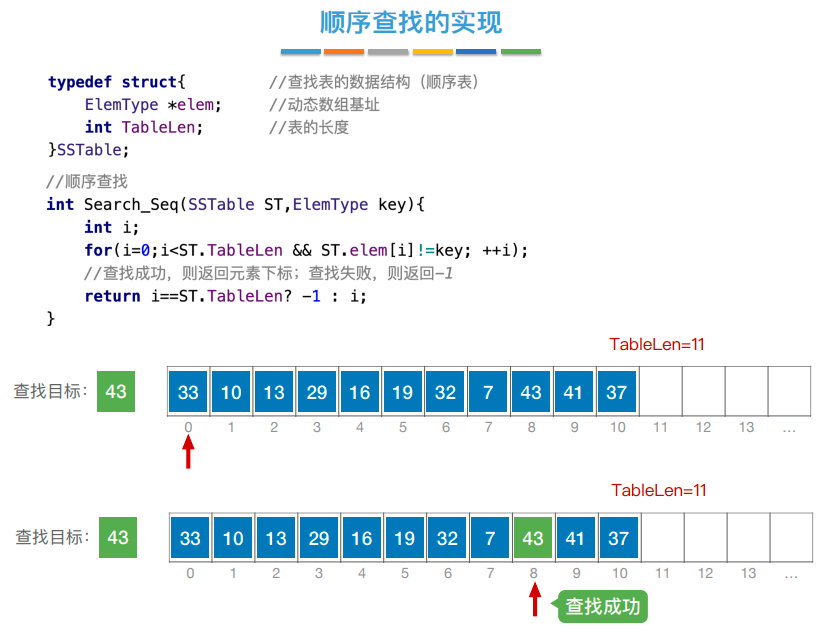 顺序查找的实现
typedef struct{ //查找表的数据结构（顺序表）
ElemType *elem; //动态数组基址
int TableLen; //表的长度
}SSTable;
//顺序查找
int Search_Seq(SSTable ST,ElemType key){
int i;
for(i=0;i<ST.TableLen && ST.elem[i]!=key; ++i);
//查找成功，则返回元素下标；查找失败，则返回-1
return i==ST.TableLen? -1 : i;
}
TableLen=11
查找目标： 43 33 10 13 29 16 19 32 7 43 41 37
0 1 2 3 4 5 6 7 8 9 10 11 12 13 …
TableLen=11
查找目标： 43 33 10 13 29 16 19 32 7 43 41 37
0 1 2 3 4 5 6 7 8 9 10 11 12 13 …
查找成功